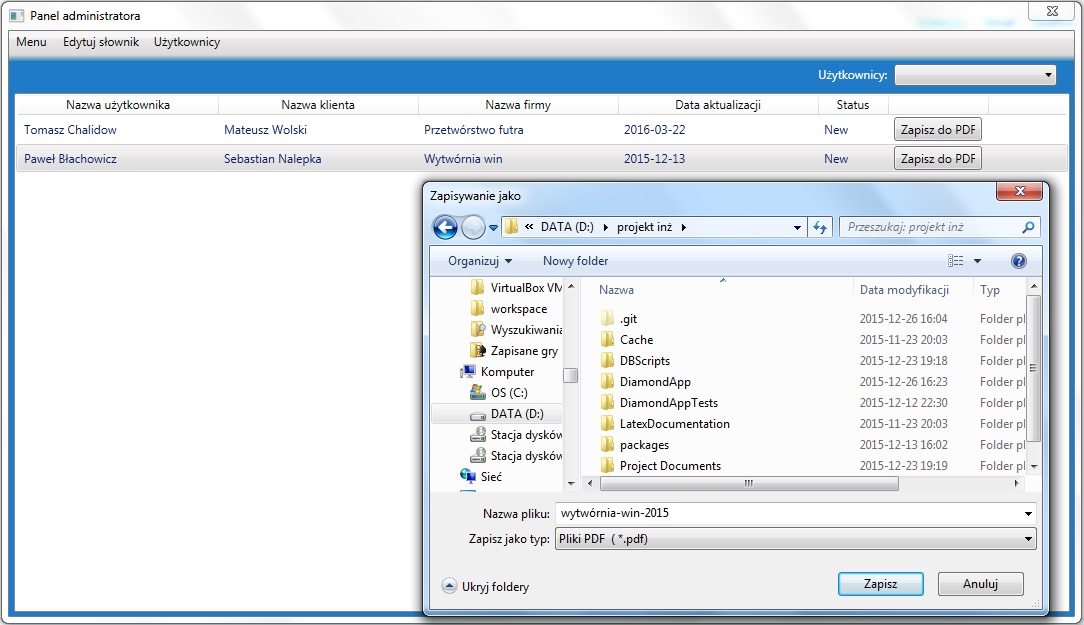 Panel administratora
Menu Edytuj słownik Użytkownicy
Użytkownicy:
Nazwa użytkownika Nazwa klienta Nazwa firmy Data aktualizacji Status
Tomasz Chalidow Mateusz Wolski Przetwórstwo futra 2016-03-22 New Zapisz do PDF
Paweł Błachowicz Sebastian Nalepka Wytwórnia win 2015-12-13 New Zapisz do PDF
Zapisywanie jako
« DATA (D:) projekt inż Przeszukaj: projekt inż
Organizuj Nowy folder
VirtualBox VM
workspace
Wyszukiwania
Zapisane gry
Komputer
OS (C:)
DATA (D:)
Stacja dysków
Stacja dysków
Sieć
Nazwa Data modyfikacji Typ
.git 2015-12-26 16:04 Folder pl
Cache 2015-11-23 20:03 Folder pl
DBScripts 2015-12-23 19:18 Folder pl
DiamondApp 2015-12-26 16:23 Folder pl
DiamondAppTests 2015-12-12 22:30 Folder pl
LatexDocumentation 2015-11-23 20:03 Folder pl
packages 2015-12-13 16:02 Folder pl
Project Documents 2015-12-23 19:19 Folder pl
Nazwa pliku: wytwórnia-win-2015
Zapisz jako typ: Pliki PDF ( *.pdf)
Ukryj foldery Zapisz Anuluj